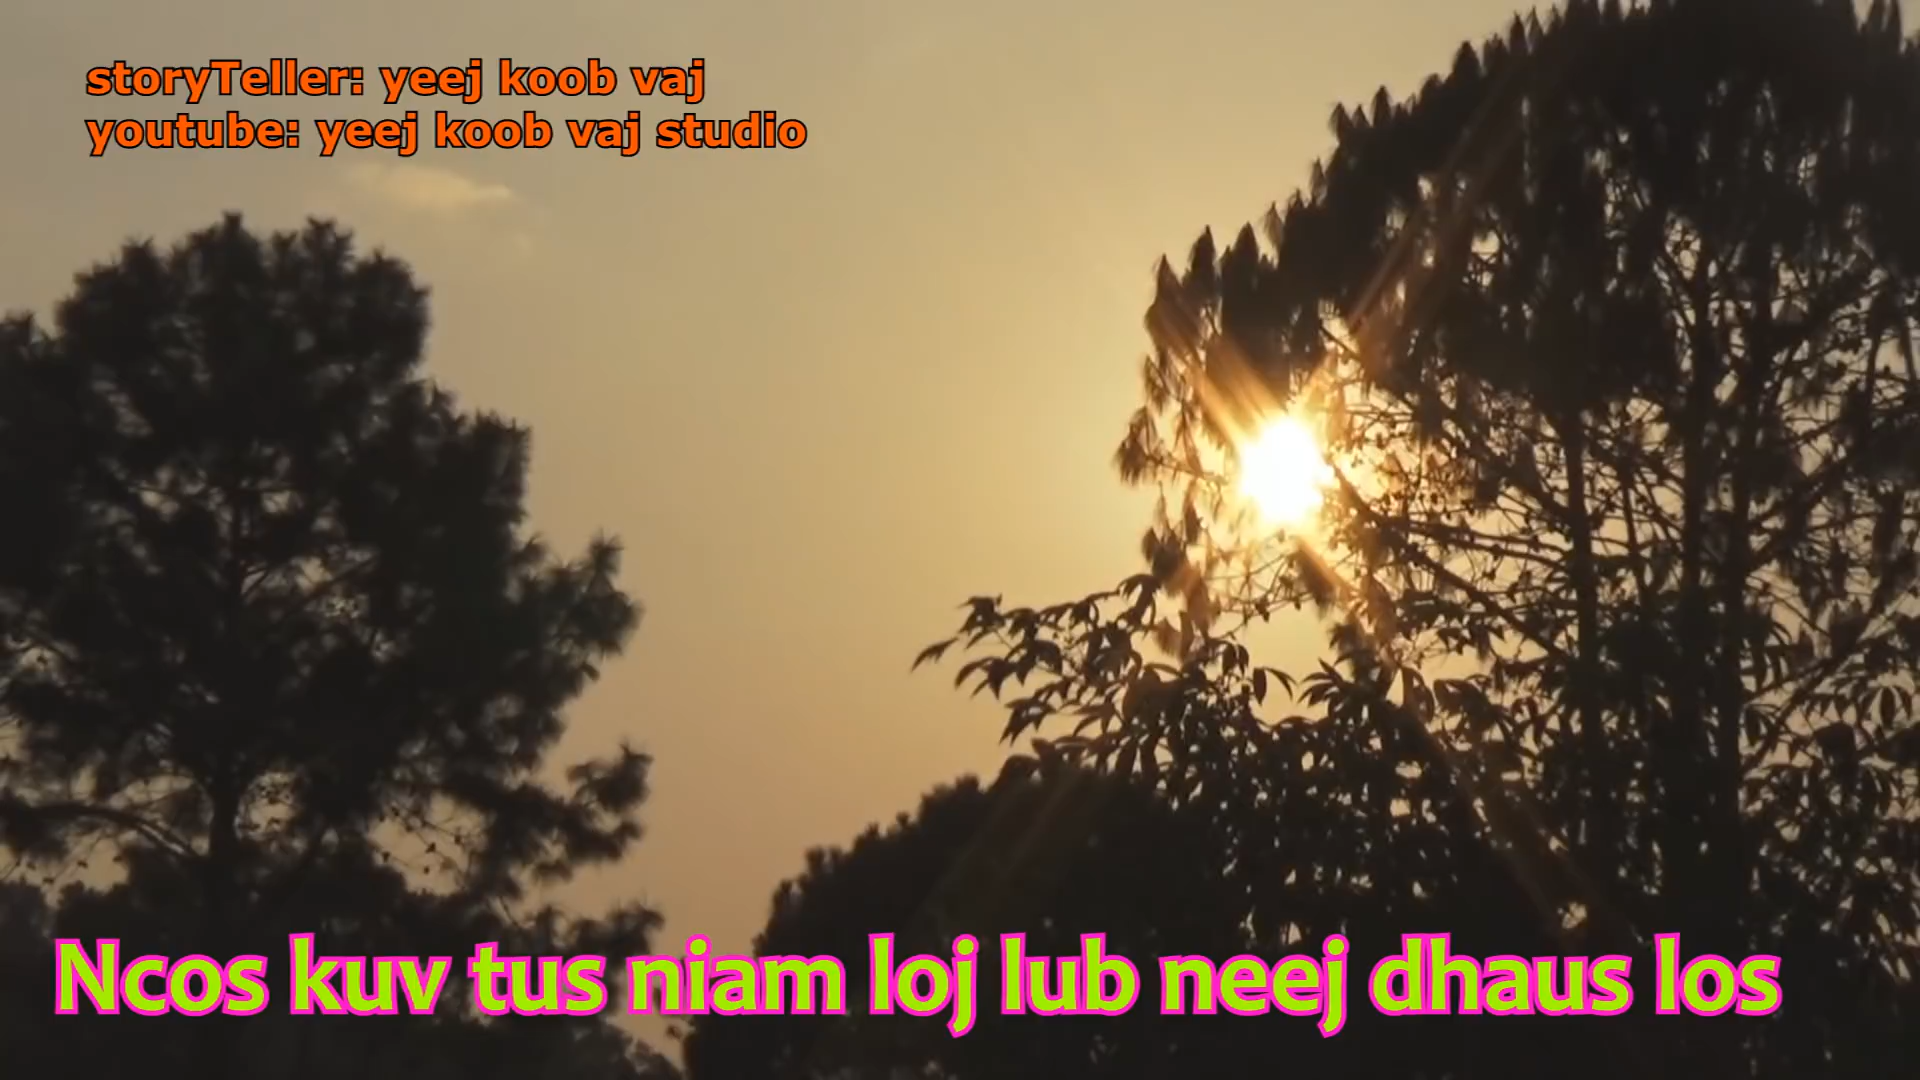 storyTeller: yeej koob vaj
youtube: yeej koob vaj studio
Ncos kuv tus niam loj lub neej dhaus los